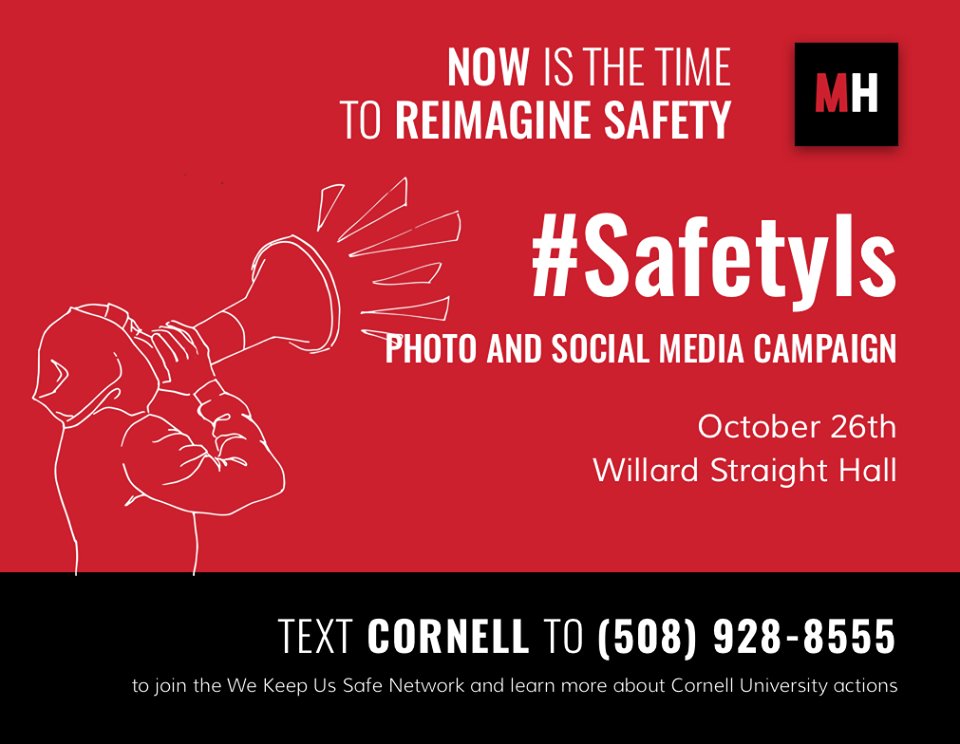 NOW IS THE TIME
TO REIMAGINE SAFETY
MH
#SafetyIs
PHOTO AND SOCIAL MEDIA CAMPAIGN
October 26th
Willard Straight Hall
TEXT CORNELL TO (508) 928-8555
to join the We Keep Us Safe Network and learn more about Cornell University actions